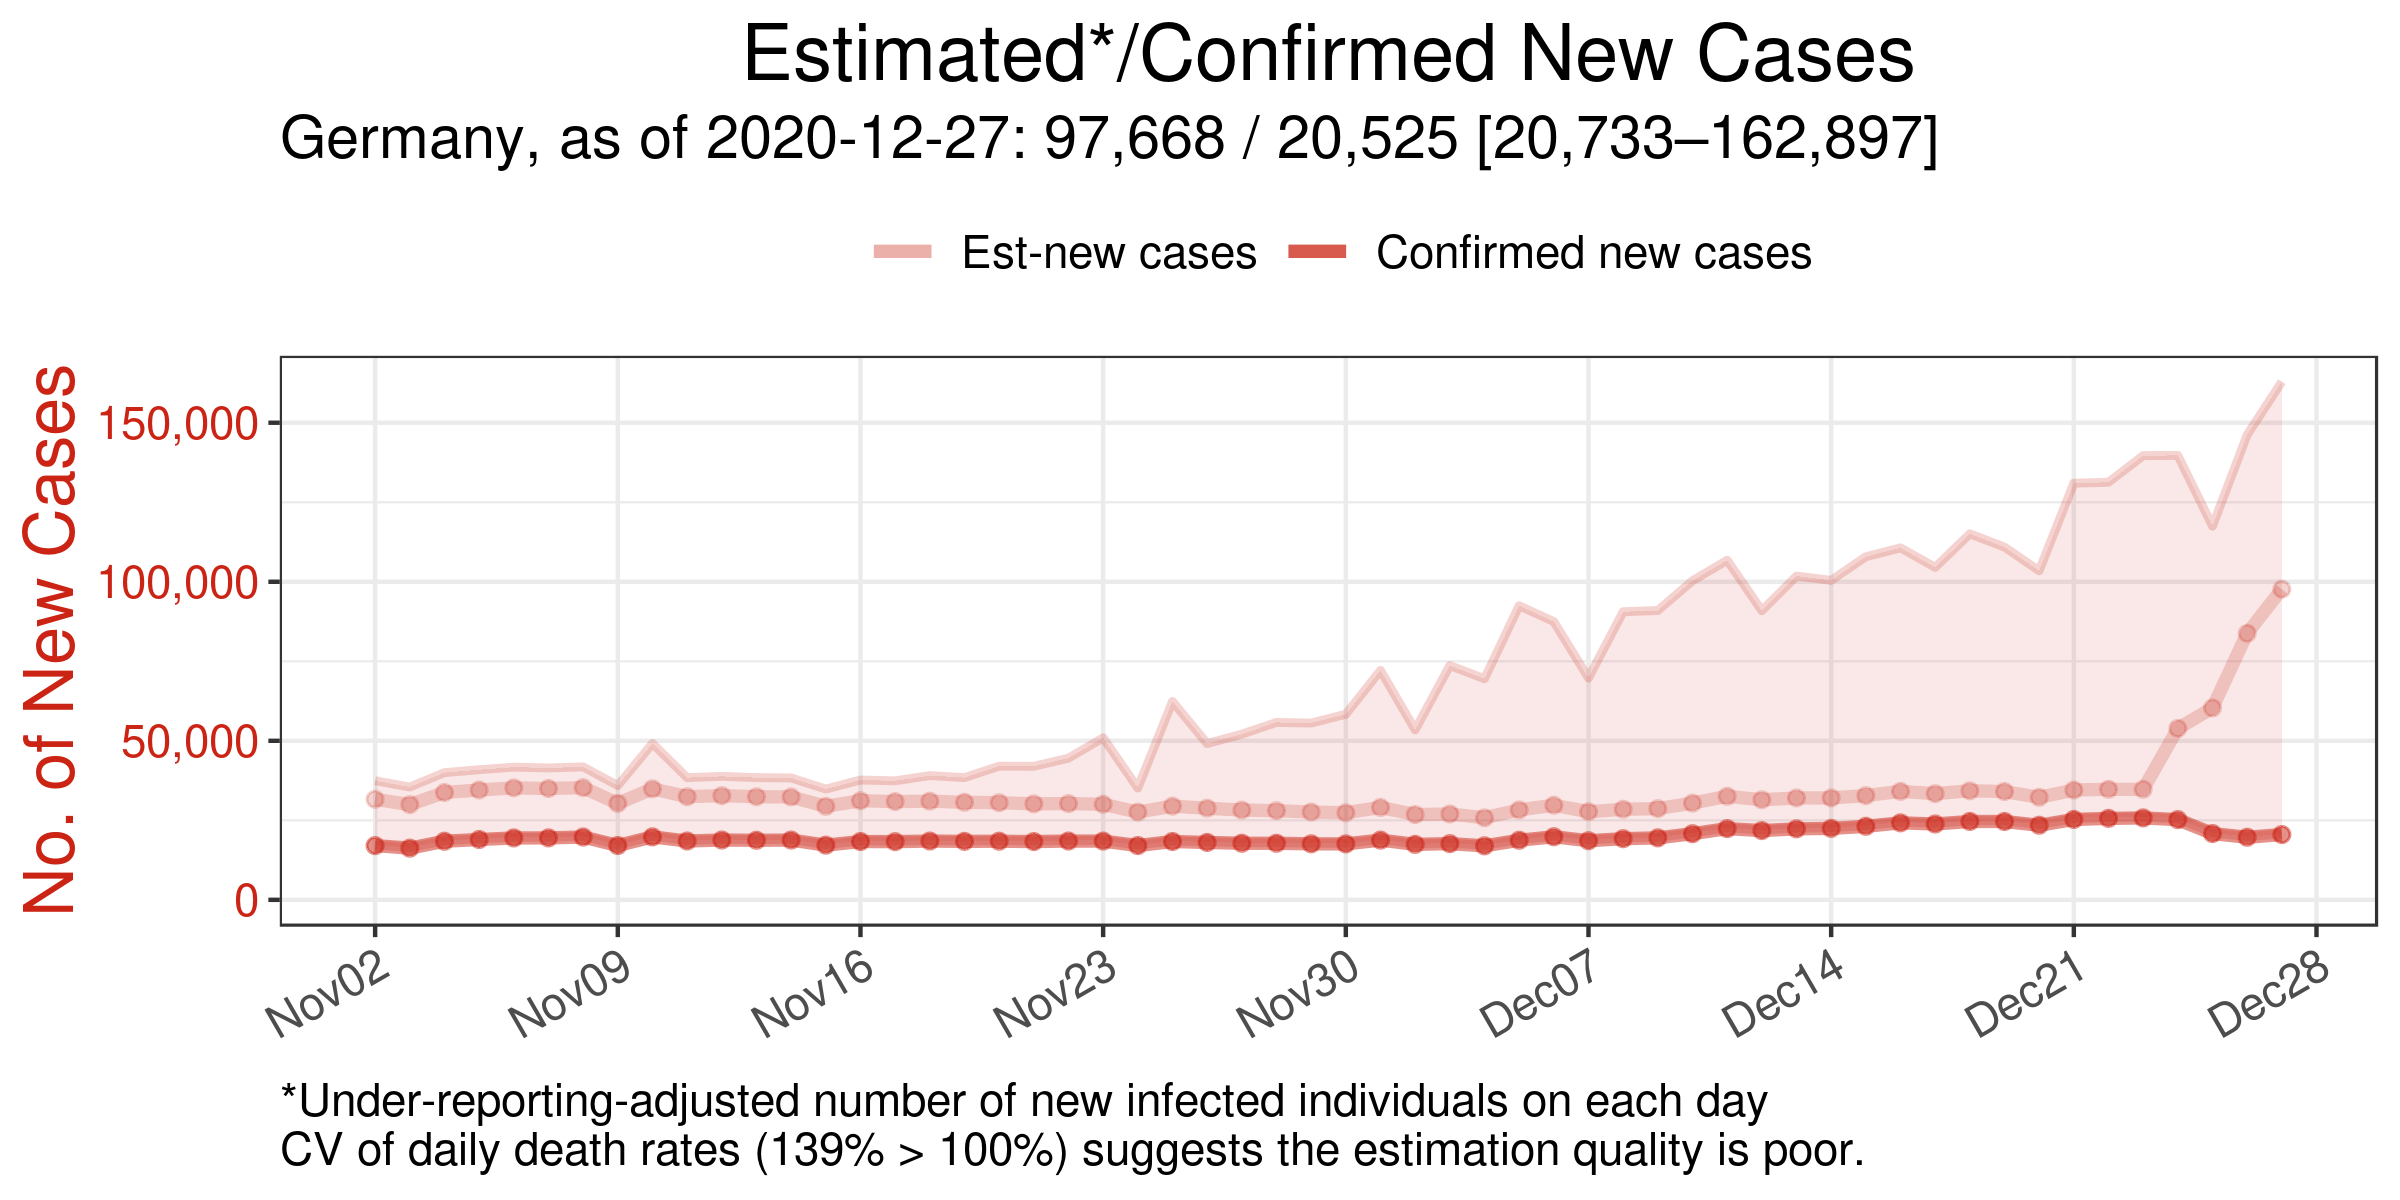 Estimated*/Confirmed New Cases
Germany, as of 2020-12-27: 97,668 / 20,525 [20,733–162,897]
Est-new cases
Confirmed new cases
No. of New Cases
150,000
100,000
50,000
0
Nov02
Nov09
Nov16
Nov23
Nov30
Dec07
Dec14
Dec21
Dec28
*Under-reporting-adjusted number of new infected individuals on each day
CV of daily death rates (139% > 100%) suggests the estimation quality is poor.